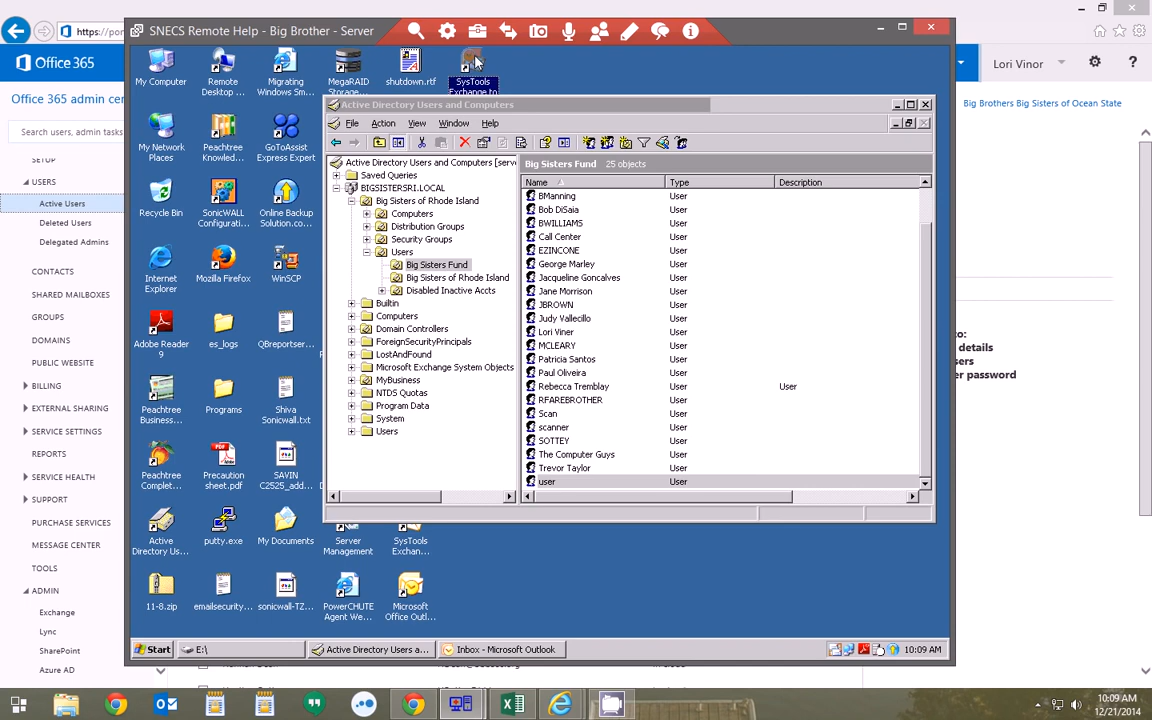 SNECS Remote Help - Big Brother - Server
https://por
Office 365
Lori Vinor
?
Office 365 admin cen
Big Brothers Big Sisters of Ocean State
Search users, admin tasks
SETUP
USERS
Active Users
Deleted Users
Delegated Admins
CONTACTS
SHARED MAILBOXES
GROUPS
DOMAINS
PUBLIC WEBSITE
BILLING
EXTERNAL SHARING
SERVICE SETTINGS
REPORTS
SERVICE HEALTH
SUPPORT
PURCHASE SERVICES
MESSAGE CENTER
TOOLS
ADMIN
Exchange
Lync
SharePoint
Azure AD
My Computer
Remote Desktop ...
Migrating Windows Sm...
MegaRAID Storage...
shutdown.rtf
SysTools Exchange to
My Network Places
Peachtree Knowled...
GoToAssist Express Expert
Recycle Bin
SonicWALL Configurati...
Online Backup Solution.co...
Internet Explorer
Mozilla Firefox
WinSCP
Adobe Reader 9
es_logs
QBreportser...
Peachtree Business...
Programs
Shiva Sonicwall.txt
Peachtree Complet...
Precaution sheet.pdf
SAVIN C2525_add...
Active Directory Us...
putty.exe
My Documents
Server Management
SysTools Exchan...
11-8.zip
emailsecurity...
sonicwall-TZ...
PowerCHUTE Agent We...
Microsoft Office Outl...
Active Directory Users and Computers
File Action View Window Help
Active Directory Users and Computers [serve
Saved Queries
BIGSISTERSRI.LOCAL
Big Sisters of Rhode Island
Computers
Distribution Groups
Security Groups
Users
Big Sisters Fund
Big Sisters of Rhode Island
Disabled Inactive Accts
Builtin
Computers
Domain Controllers
ForeignSecurityPrincipals
LostAndFound
Microsoft Exchange System Objects
MyBusiness
NTDS Quotas
Program Data
System
Users
Big Sisters Fund 25 objects
Name Type Description
BManning User
Bob DiSaia User
BWILLIAMS User
Call Center User
EZINCONE User
George Marley User
Jacqueline Goncalves User
Jane Morrison User
JBROWN User
Judy Vallecillo User
Lori Viner User
MCLEARY User
Patricia Santos User
Paul Oliveira User
Rebecca Tremblay User User
RFAREBROTHER User
Scan User
scanner User
SOTTEY User
The Computer Guys User
Trevor Taylor User
user User
o:
details
sers
er password
Start E:\ Active Directory Users a... Inbox - Microsoft Outlook 10:09 AM
10:09 AM
12/21/2014